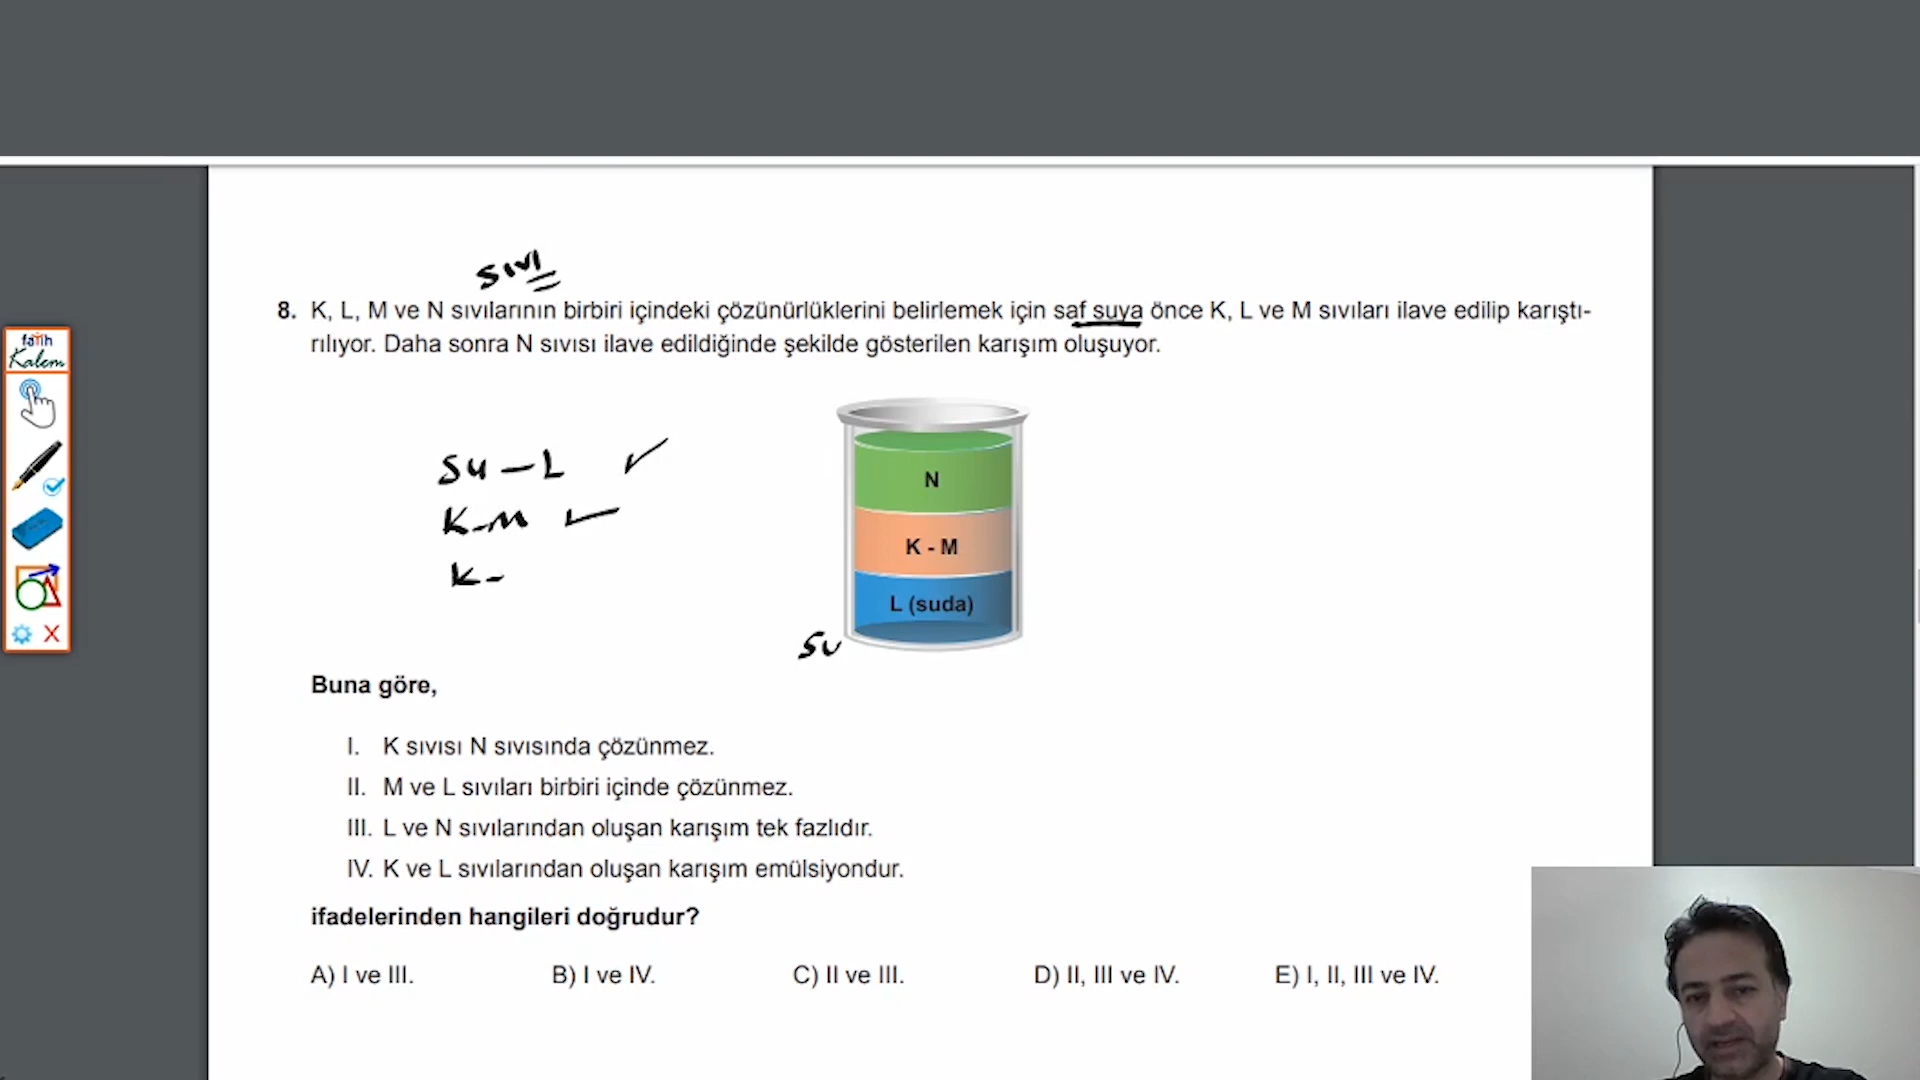 sıvı
8. K, L, M ve N sıvılarının birbiri içindeki çözünürlüklerini belirlemek için saf suya önce K, L ve M sıvıları ilave edilip karıştı-
rılıyor. Daha sonra N sıvısı ilave edildiğinde şekilde gösterilen karışım oluşuyor.
fatih
Kalem
su – L ✓
K-M ✓
K-
N
K - M
L (suda)
su
Buna göre,
I. K sıvısı N sıvısında çözünmez.
II. M ve L sıvıları birbiri içinde çözünmez.
III. L ve N sıvılarından oluşan karışım tek fazlıdır.
IV. K ve L sıvılarından oluşan karışım emülsiyondur.
ifadelerinden hangileri doğrudur?
A) I ve III. B) I ve IV. C) II ve III. D) II, III ve IV. E) I, II, III ve IV.